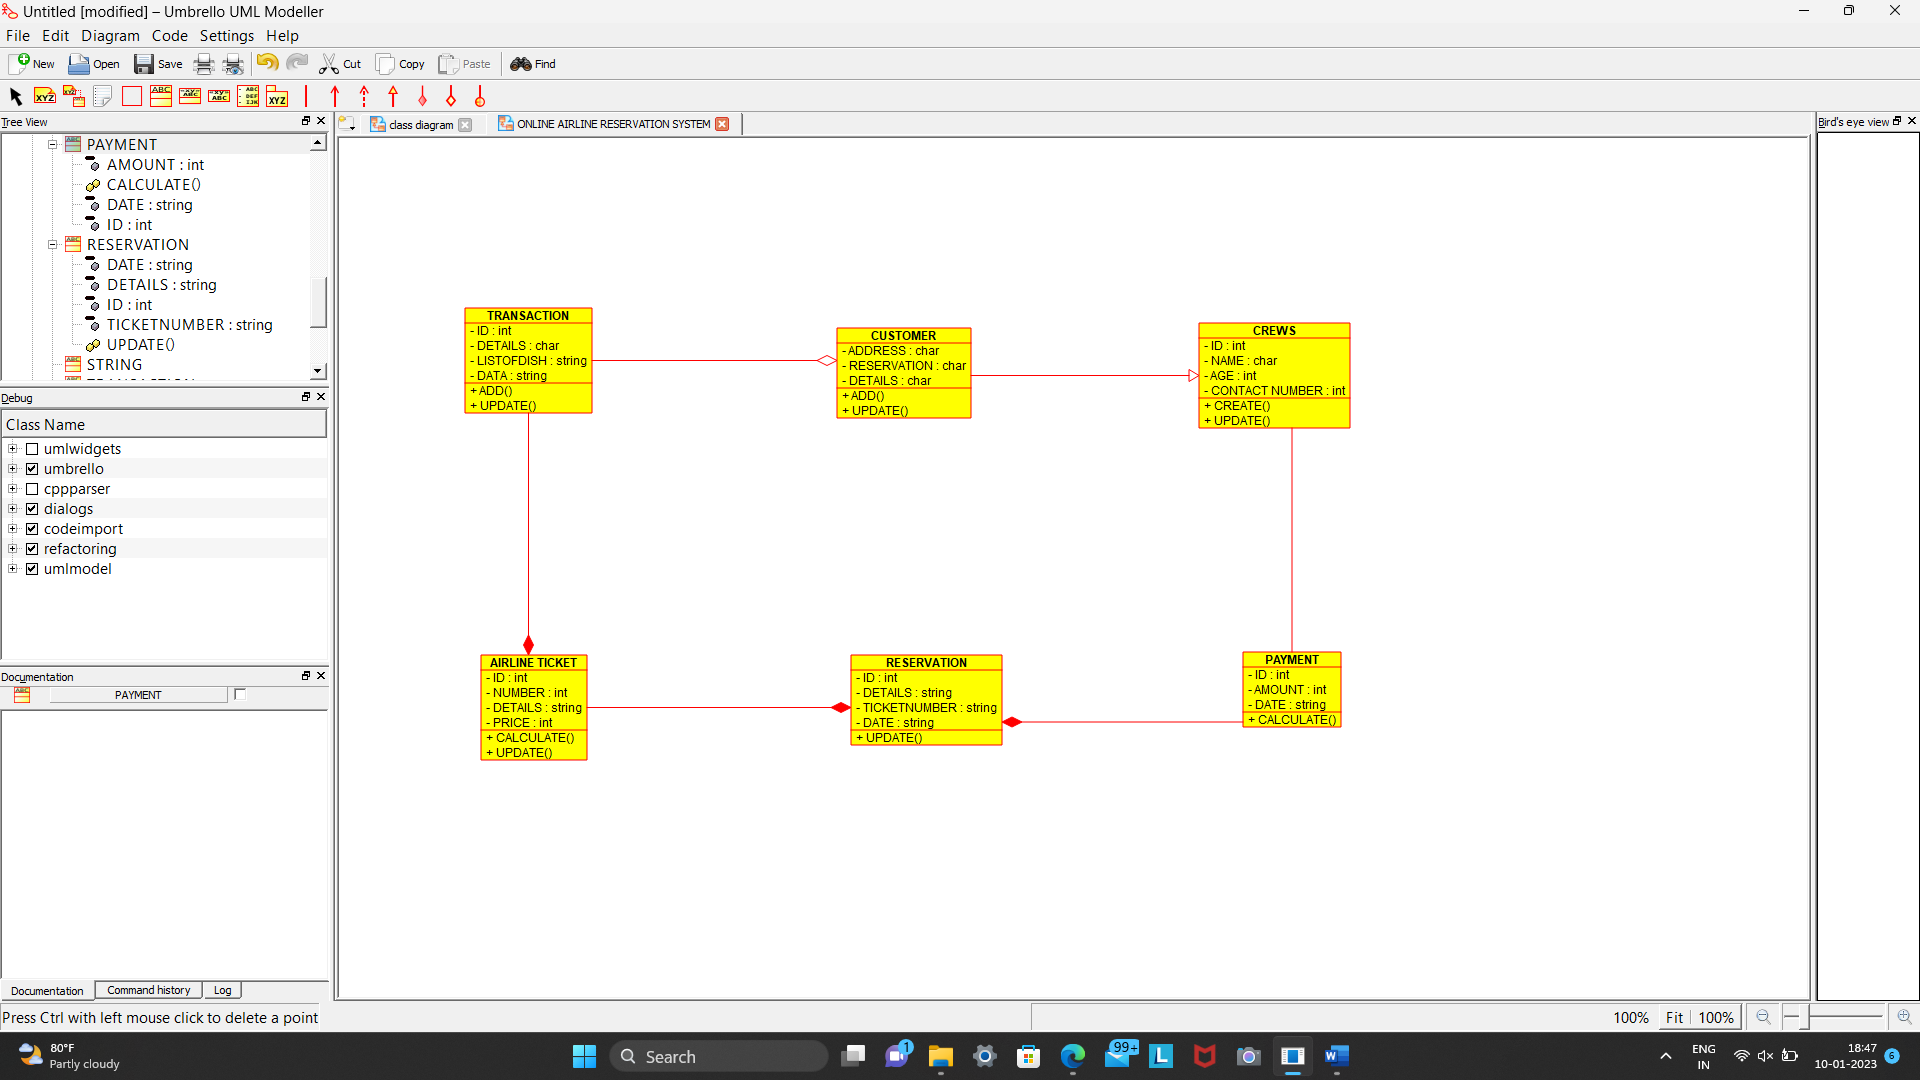 Untitled [modified] – Umbrello UML Modeller
File Edit Diagram Code Settings Help
New Open Save Cut Copy Paste Find
Tree View
class diagram
ONLINE AIRLINE RESERVATION SYSTEM
Bird's eye view
PAYMENT
AMOUNT : int
CALCULATE()
DATE : string
ID : int
RESERVATION
DATE : string
DETAILS : string
ID : int
TICKETNUMBER : string
UPDATE()
STRING
Debug
Class Name
umlwidgets
umbrello
cppparser
dialogs
codeimport
refactoring
umlmodel
Documentation
PAYMENT
Documentation Command history Log
Press Ctrl with left mouse click to delete a point
TRANSACTION
- ID : int
- DETAILS : char
- LISTOFDISH : string
- DATA : string
+ ADD()
+ UPDATE()
CUSTOMER
- ADDRESS : char
- RESERVATION : char
- DETAILS : char
+ ADD()
+ UPDATE()
CREWS
- ID : int
- NAME : char
- AGE : int
- CONTACT NUMBER : int
+ CREATE()
+ UPDATE()
AIRLINE TICKET
- ID : int
- NUMBER : int
- DETAILS : string
- PRICE : int
+ CALCULATE()
+ UPDATE()
RESERVATION
- ID : int
- DETAILS : string
- TICKETNUMBER : string
- DATE : string
+ UPDATE()
PAYMENT
- ID : int
- AMOUNT : int
- DATE : string
+ CALCULATE()
100% Fit 100%
80°F
Partly cloudy
Search
1
99+
ENG
IN
18:47
10-01-2023
6